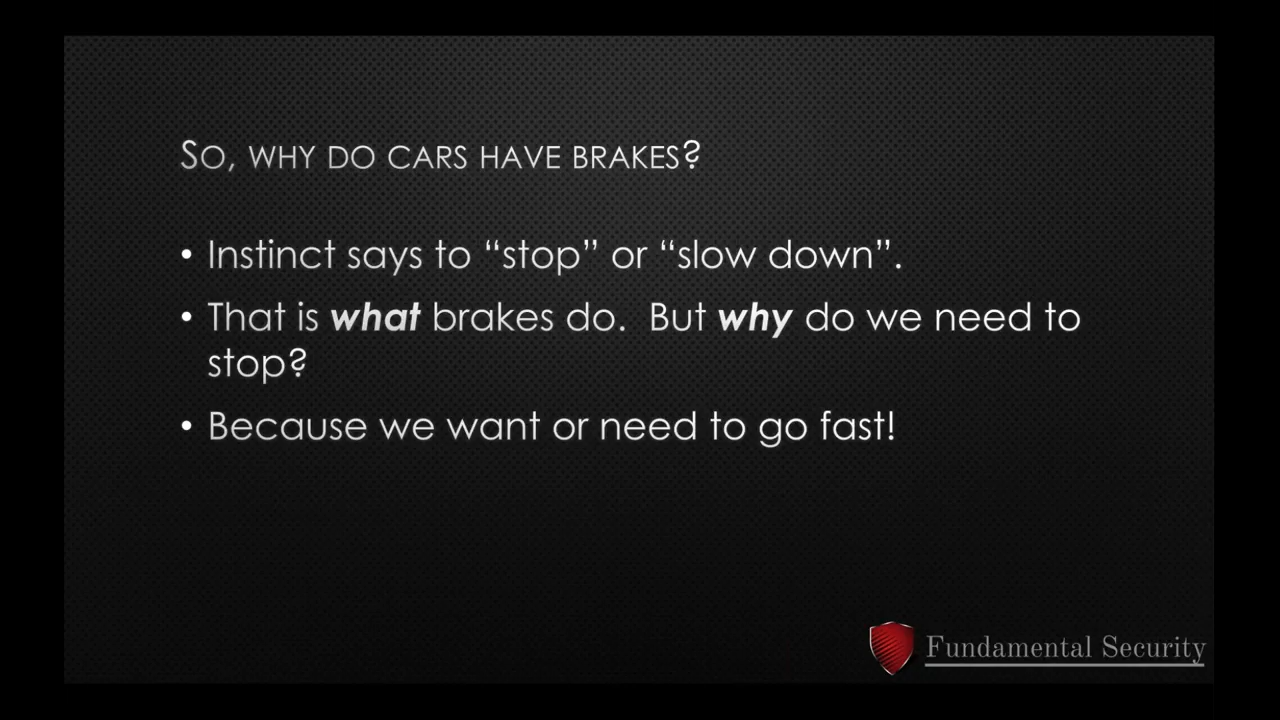 So, why do cars have brakes?
• Instinct says to “stop” or “slow down”.
• That is what brakes do.  But why do we need to
stop?
• Because we want or need to go fast!
Fundamental Security